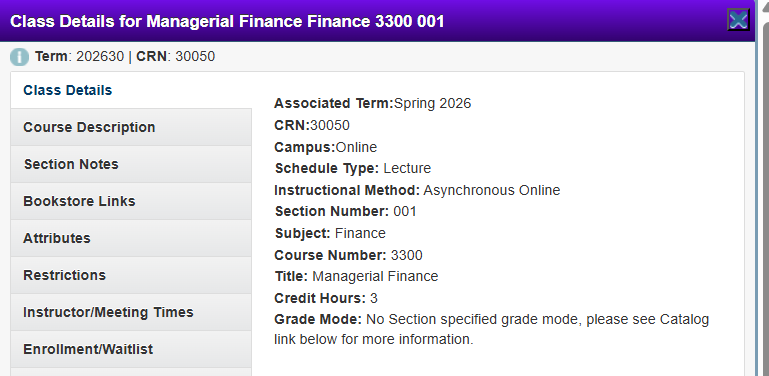 Class Details for Managerial Finance Finance 3300 001
Term: 202630 | CRN: 30050
Class Details
Course Description
Section Notes
Bookstore Links
Attributes
Restrictions
Instructor/Meeting Times
Enrollment/Waitlist
Associated Term:Spring 2026
CRN:30050
Campus:Online
Schedule Type: Lecture
Instructional Method: Asynchronous Online
Section Number: 001
Subject: Finance
Course Number: 3300
Title: Managerial Finance
Credit Hours: 3
Grade Mode: No Section specified grade mode, please see Catalog
link below for more information.